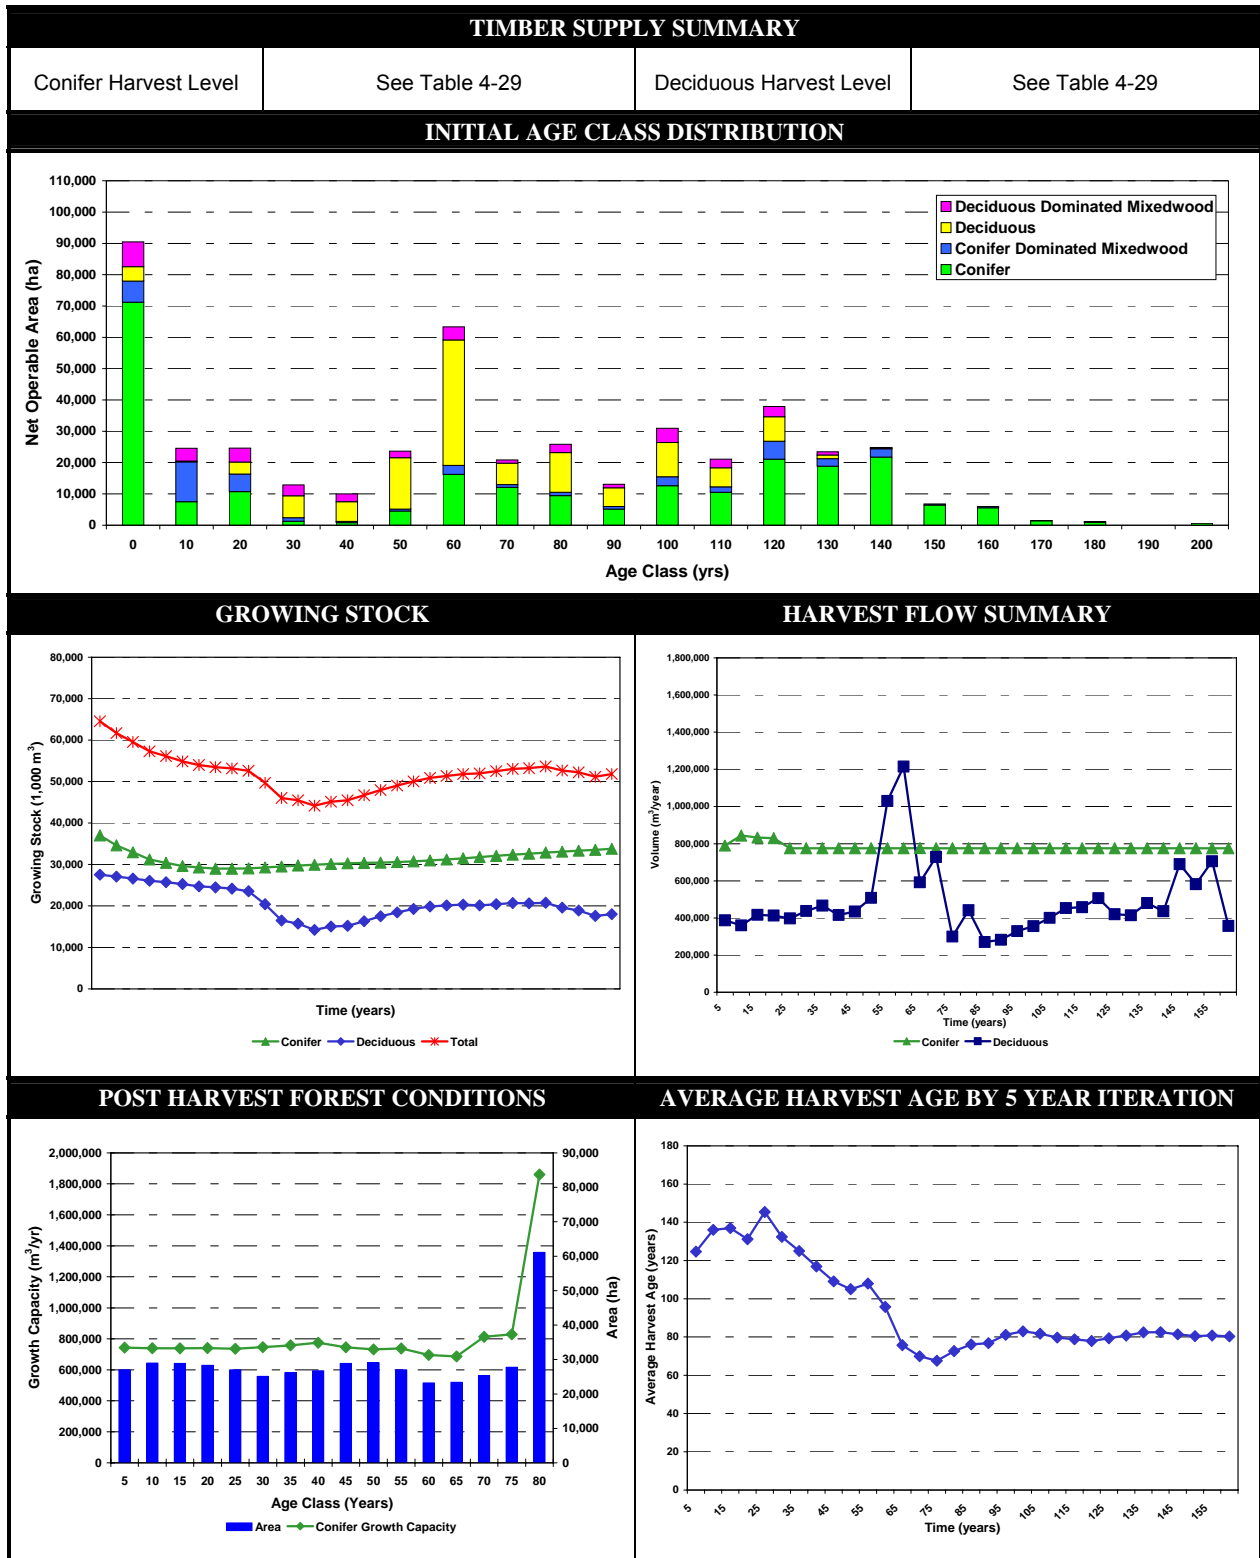 TIMBER SUPPLY SUMMARY
Conifer Harvest Level See Table 4-29 Deciduous Harvest Level See Table 4-29
INITIAL AGE CLASS DISTRIBUTION
110,000
100,000
90,000
80,000
70,000
60,000
50,000
40,000
30,000
20,000
10,000
0
Net Operable Area (ha)
Deciduous Dominated Mixedwood
Deciduous
Conifer Dominated Mixedwood
Conifer
0 10 20 30 40 50 60 70 80 90 100 110 120 130 140 150 160 170 180 190 200
Age Class (yrs)
GROWING STOCK
80,000
70,000
60,000
50,000
40,000
30,000
20,000
10,000
0
Growing Stock (1,000 m³)
Time (years)
Conifer Deciduous Total
HARVEST FLOW SUMMARY
1,800,000
1,600,000
1,400,000
1,200,000
1,000,000
800,000
600,000
400,000
200,000
0
Volume (m³/year)
5 15 25 35 45 55 65 75 85 95 105 115 125 135 145 155
Time (years)
Conifer Deciduous
POST HARVEST FOREST CONDITIONS
2,000,000
1,800,000
1,600,000
1,400,000
1,200,000
1,000,000
800,000
600,000
400,000
200,000
0
Growth Capacity (m³/yr)
90,000
80,000
70,000
60,000
50,000
40,000
30,000
20,000
10,000
0
Area (ha)
5 10 15 20 25 30 35 40 45 50 55 60 65 70 75 80
Age Class (Years)
Area Conifer Growth Capacity
AVERAGE HARVEST AGE BY 5 YEAR ITERATION
180
160
140
120
100
80
60
40
20
0
Average Harvest Age (years)
5 15 25 35 45 55 65 75 85 95 105 115 125 135 145 155
Time (years)